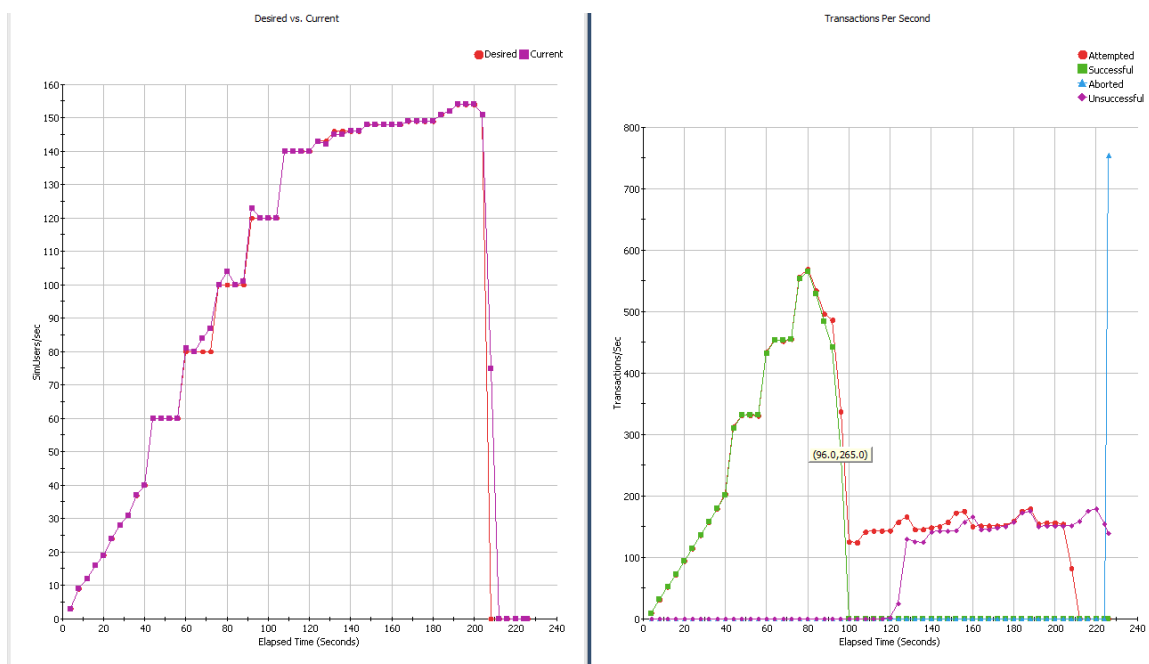 Desired vs. Current
Desired Current
160
150
140
130
120
110
100
90
80
70
60
50
40
30
20
10
0
SimUsers/sec
0 20 40 60 80 100 120 140 160 180 200 220 240
Elapsed Time (Seconds)
Transactions Per Second
Attempted
Successful
Aborted
Unsuccessful
800
700
600
500
400
300
200
100
0
Transactions/Sec
(96.0,265.0)
0 20 40 60 80 100 120 140 160 180 200 220 240
Elapsed Time (Seconds)